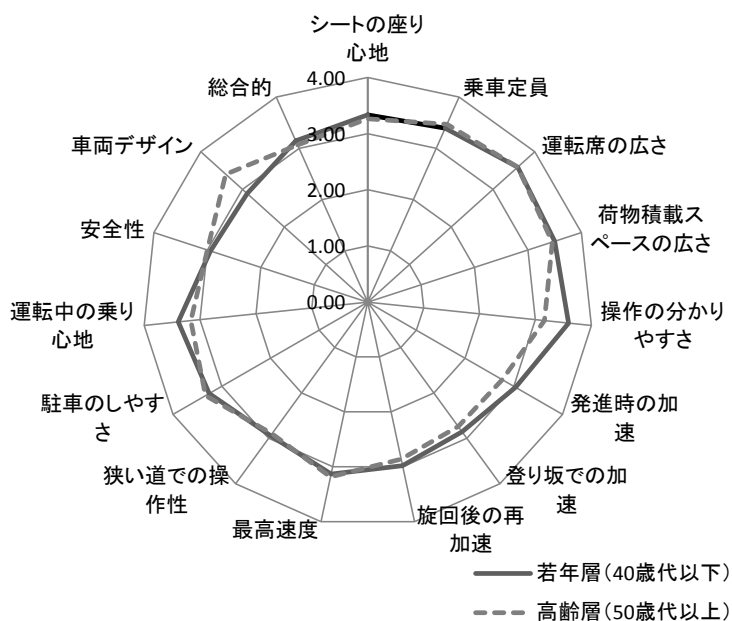 シートの座り
心地
乗車定員
運転席の広さ
荷物積載ス
ペースの広さ
操作の分かり
やすさ
発進時の加
速
登り坂での加
速
旋回後の再
加速
最高速度
狭い道での操
作性
駐車のしやす
さ
運転中の乗り
心地
安全性
車両デザイン
総合的
4.00
3.00
2.00
1.00
0.00
若年層(40歳代以下)
高齢層(50歳代以上)